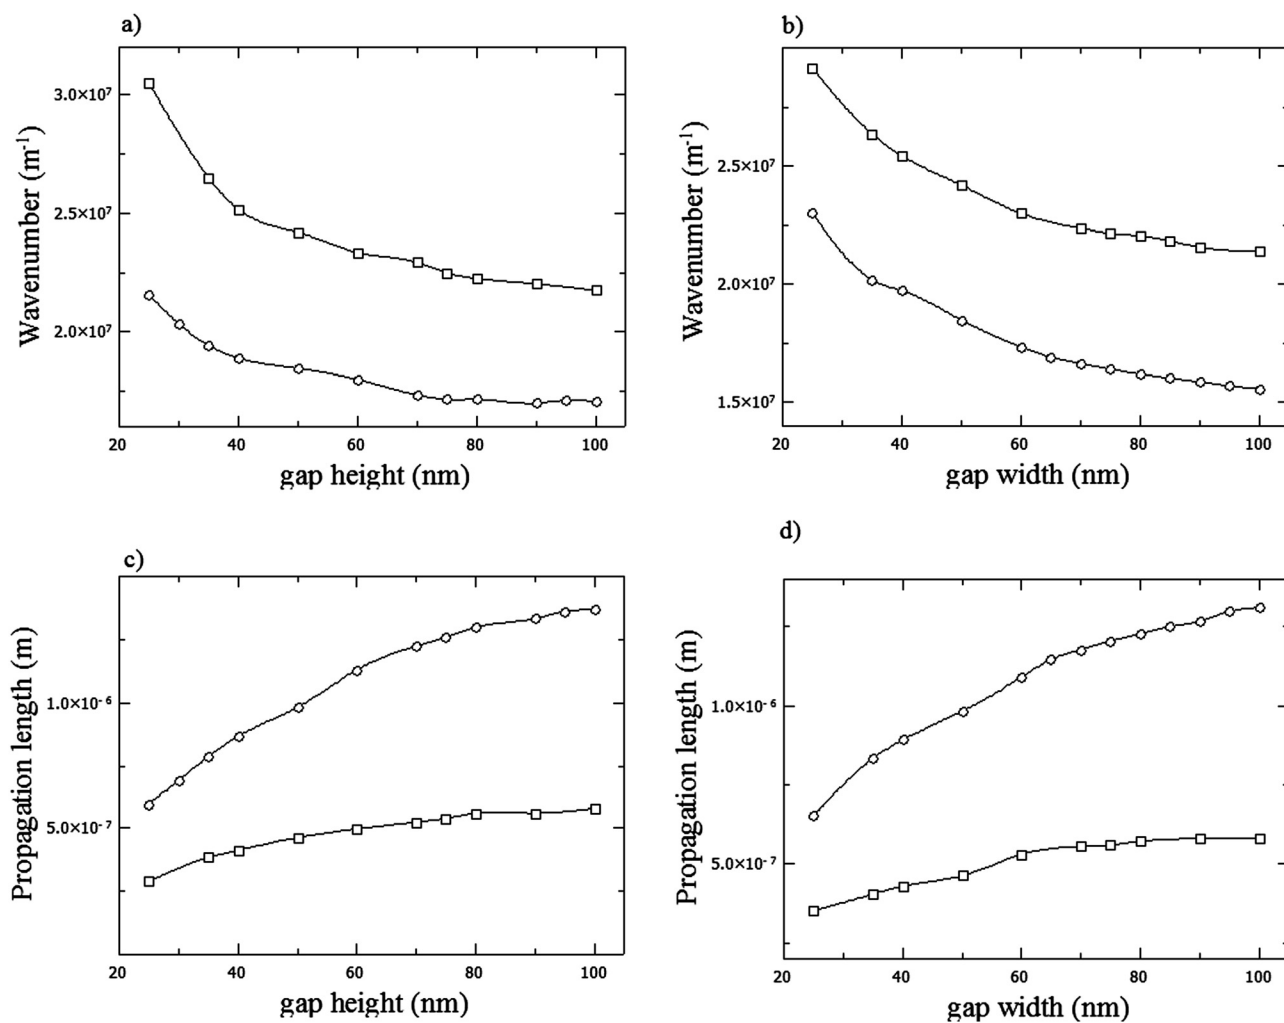 a)
3.0×10⁷
2.5×10⁷
2.0×10⁷
Wavenumber (m⁻¹)
20 40 60 80 100
gap height (nm)
b)
2.5×10⁷
2.0×10⁷
1.5×10⁷
Wavenumber (m⁻¹)
20 40 60 80 100
gap width (nm)
c)
1.0×10⁻⁶
5.0×10⁻⁷
Propagation length (m)
20 40 60 80 100
gap height (nm)
d)
1.0×10⁻⁶
5.0×10⁻⁷
Propagation length (m)
20 40 60 80 100
gap width (nm)